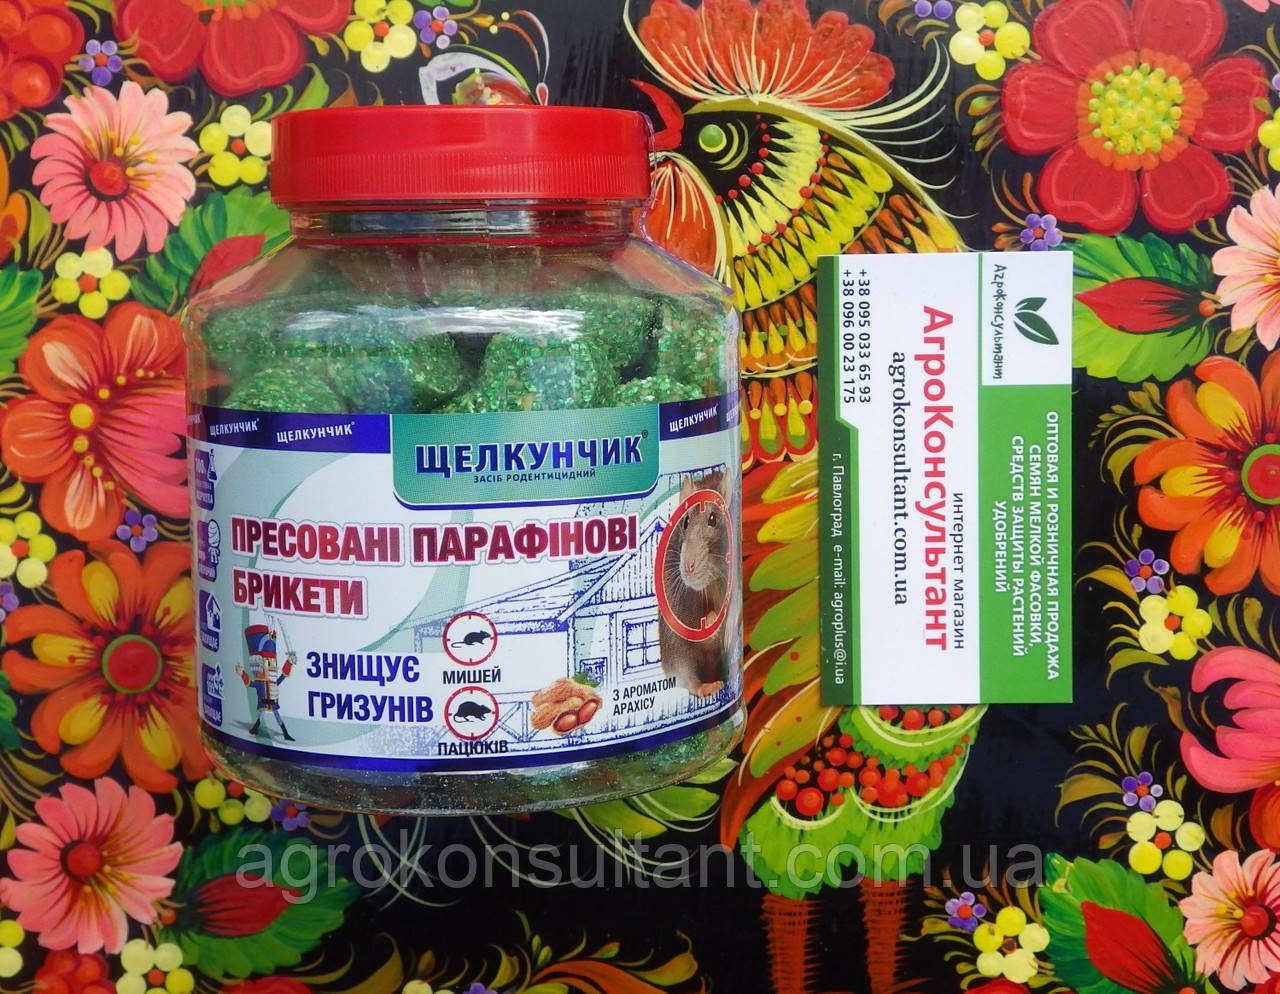 ЩЕЛКУНЧИК
ЩЕЛКУНЧИК
ЩЕЛКУНЧИК®
ЩЕЛКУНЧИК
ЗАСІБ РОДЕНТИЦИДНИЙ
ПРЕСОВАНІ ПАРАФІНОВІ
БРИКЕТИ
ЗНИЩУЄ
ГРИЗУНІВ
МИШЕЙ
ПАЦЮКІВ
З АРОМАТОМ
АРАХІСУ
АгроКонсультант
ОПТОВАЯ И РОЗНИЧНАЯ ПРОДАЖА
СЕМЯН МЕЛКОЙ ФАСОВКИ,
СРЕДСТВ ЗАЩИТЫ РАСТЕНИЙ
УДОБРЕНИЙ
интернет магазин
АгроКонсультант
agrokonsultant.com.ua
+38 095 033 65 93
+38 096 00 23 175
г. Павлоград e-mail: agroplus@i.ua
agrokonsultant.com.ua